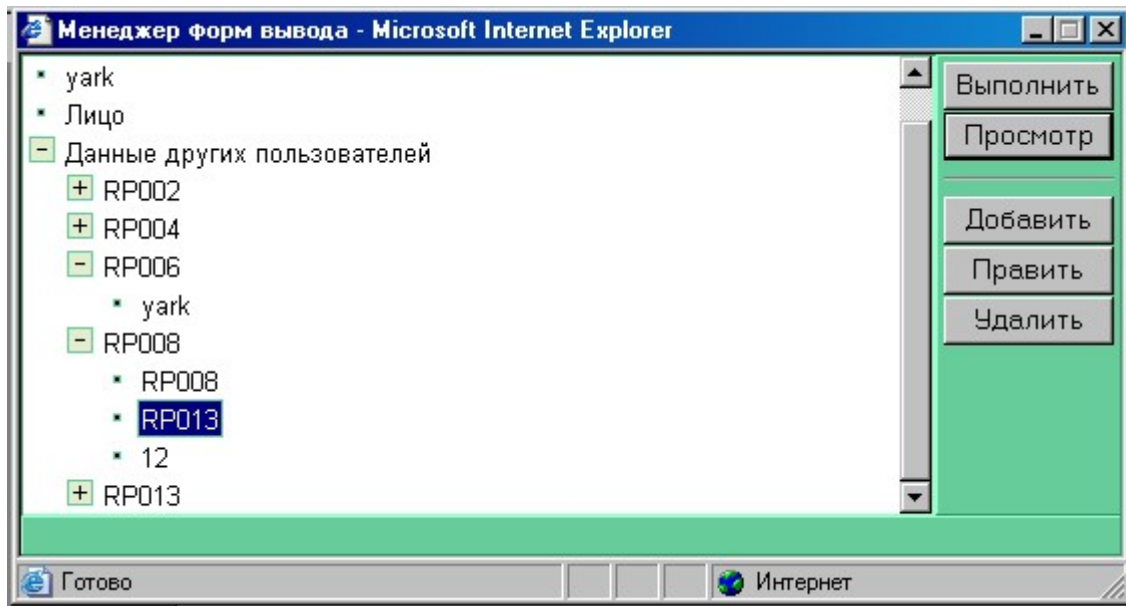 Менеджер форм вывода - Microsoft Internet Explorer
yark
Лицо
Данные других пользователей
RP002
RP004
RP006
yark
RP008
RP008
RP013
12
RP013
Выполнить
Просмотр
Добавить
Править
Удалить
Готово
Интернет